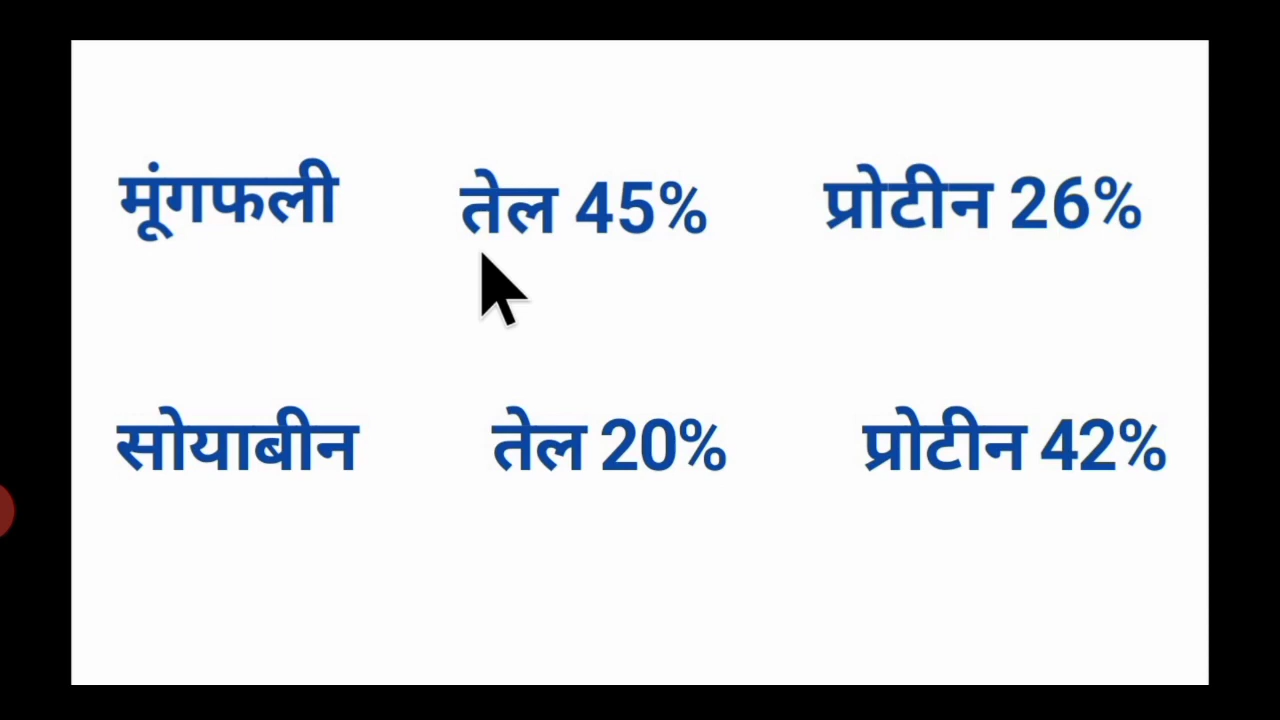 मूंगफली तेल 45% प्रोटीन 26%
सोयाबीन तेल 20% प्रोटीन 42%